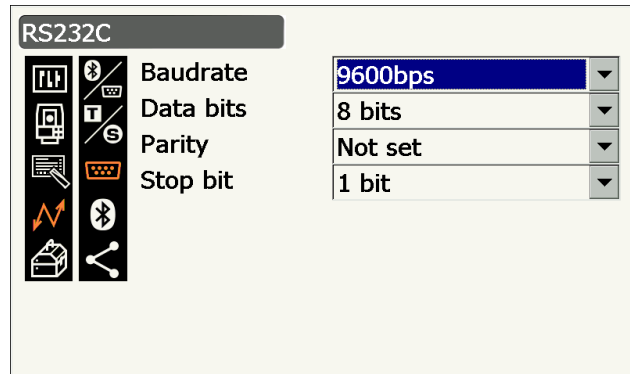 RS232C
Baudrate 9600bps
Data bits 8 bits
Parity Not set
Stop bit 1 bit
T
S